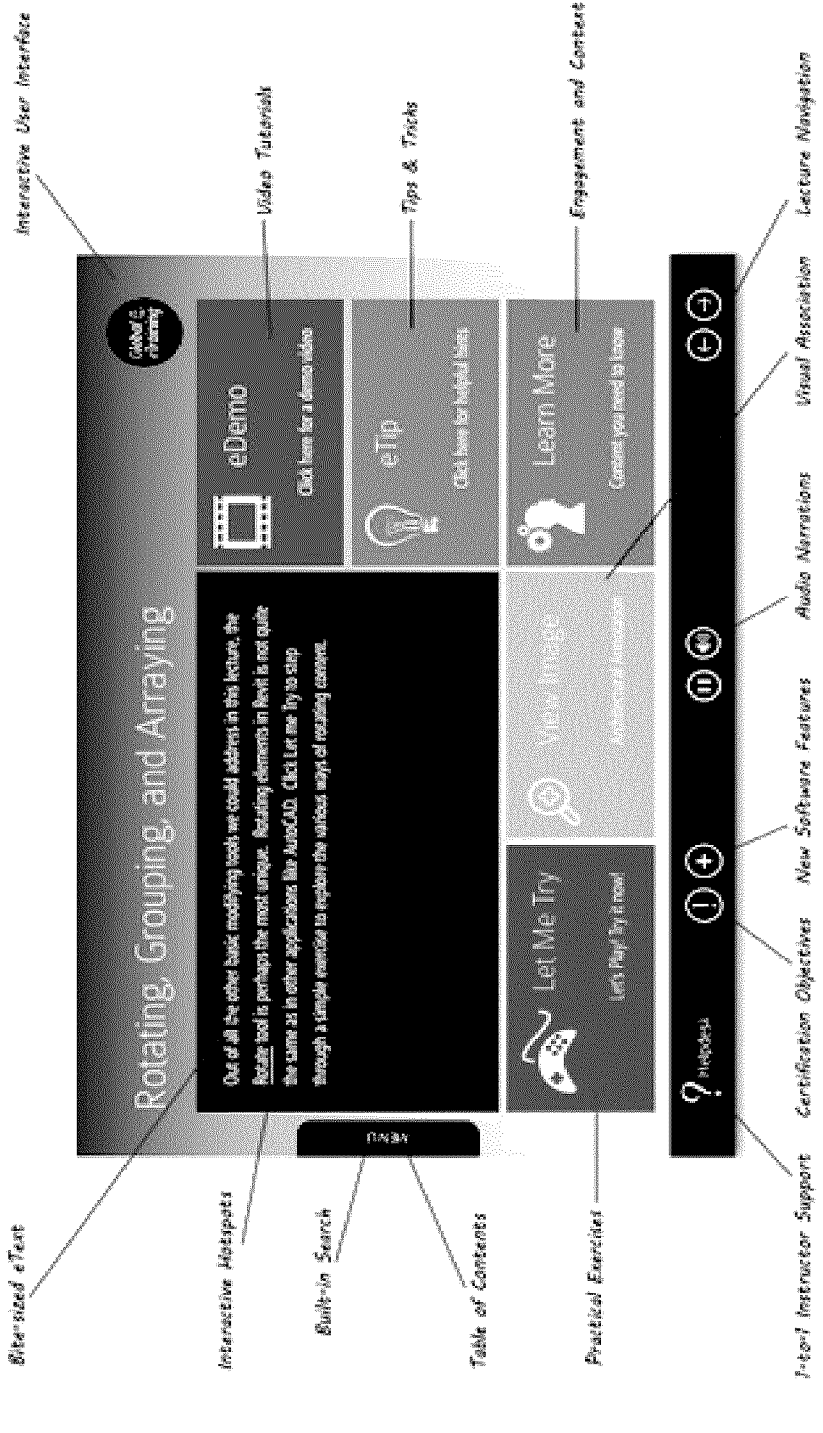 Bite-sized eText
Interactive User Interface
Interactive Hotspots
Built-in Search
Table of Contents
Practical Exercises
Video Tutorials
Tips & Tricks
Engagement and Context
Rotating, Grouping, and Arraying
Global
eTraining
MENU
Out of all the other basic modifying tools we could address in this lecture, the
Rotate tool is perhaps the most unique. Rotating elements in Revit is not quite
the same as in other applications like AutoCAD. Click Let me Try to step
through a simple exercise to explore the various ways of rotating content.
eDemo
Click here for a demo video
eTip
Click here for helpful hints
Let Me Try
Let's Play! Try it now!
View Image
Learn More
Content you need to know
? Helpdesk
1-to-1 Instructor Support
Certification Objectives
New Software Features
Audio Narrations
Visual Association
Lecture Navigation